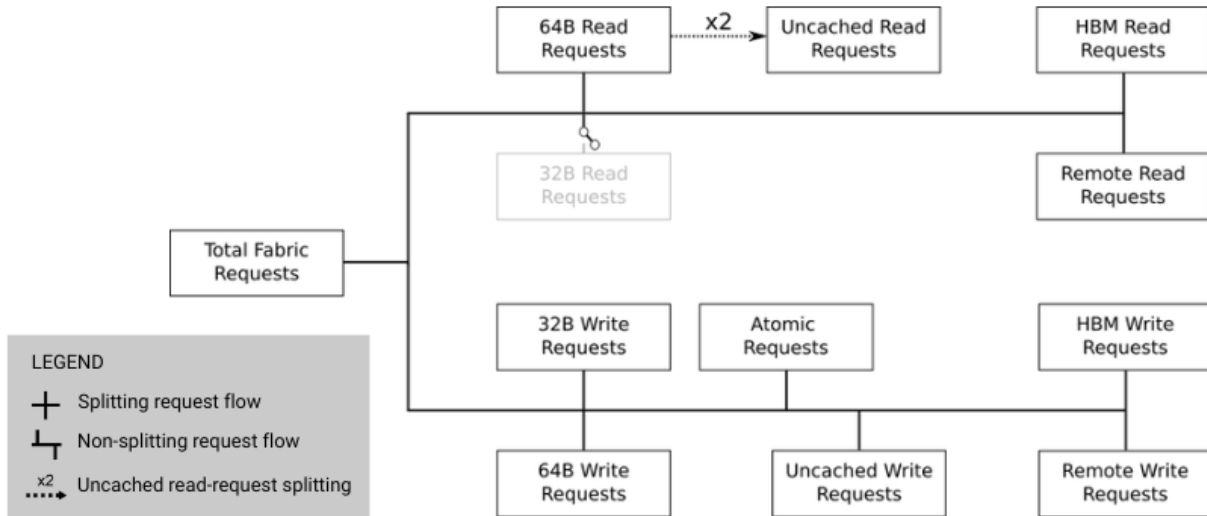 64B Read
Requests
x2
Uncached Read
Requests
HBM Read
Requests
32B Read
Requests
Remote Read
Requests
Total Fabric
Requests
32B Write
Requests
Atomic
Requests
HBM Write
Requests
64B Write
Requests
Uncached Write
Requests
Remote Write
Requests
LEGEND
Splitting request flow
Non-splitting request flow
x2
Uncached read-request splitting